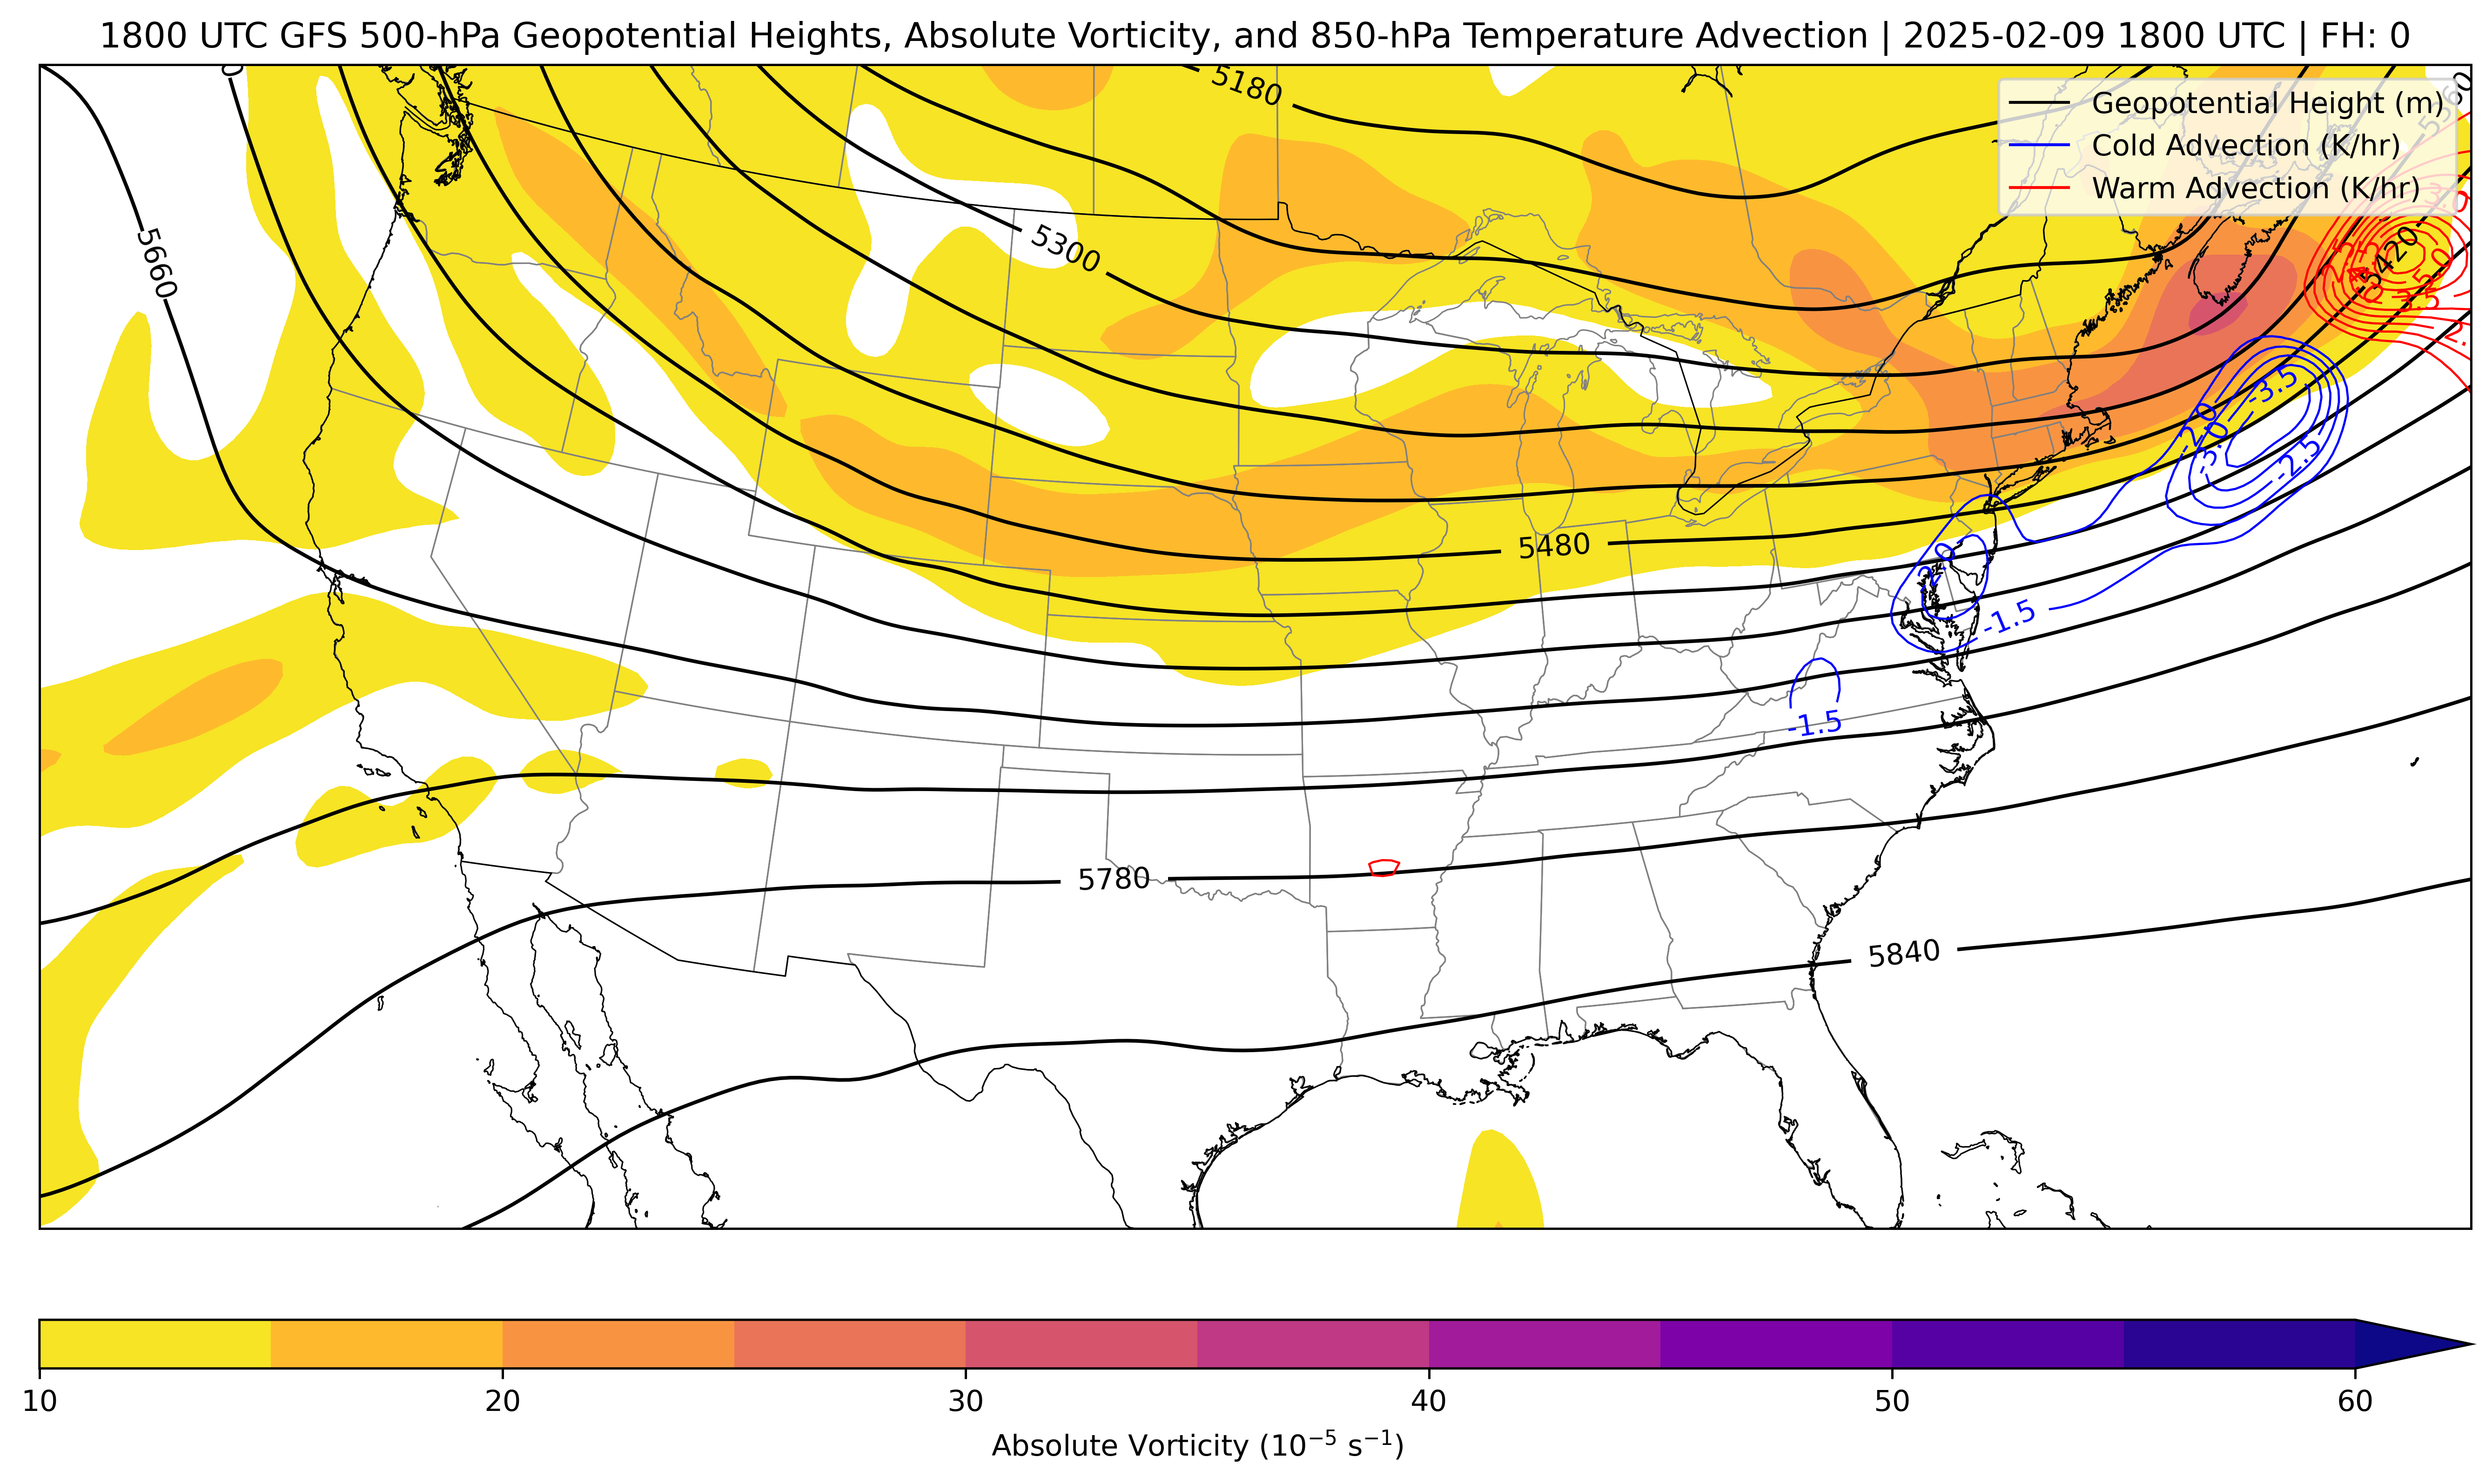 1800 UTC GFS 500-hPa Geopotential Heights, Absolute Vorticity, and 850-hPa Temperature Advection | 2025-02-09 1800 UTC | FH: 0
Geopotential Height (m)
Cold Advection (K/hr)
Warm Advection (K/hr)
5180
5660
5300
5420
-3.5
-2.0
-3.0
-2.5
5480
-2.0
-1.5
-1.5
5780
5840
10 20 30 40 50 60
Absolute Vorticity (10⁻⁵ s⁻¹)